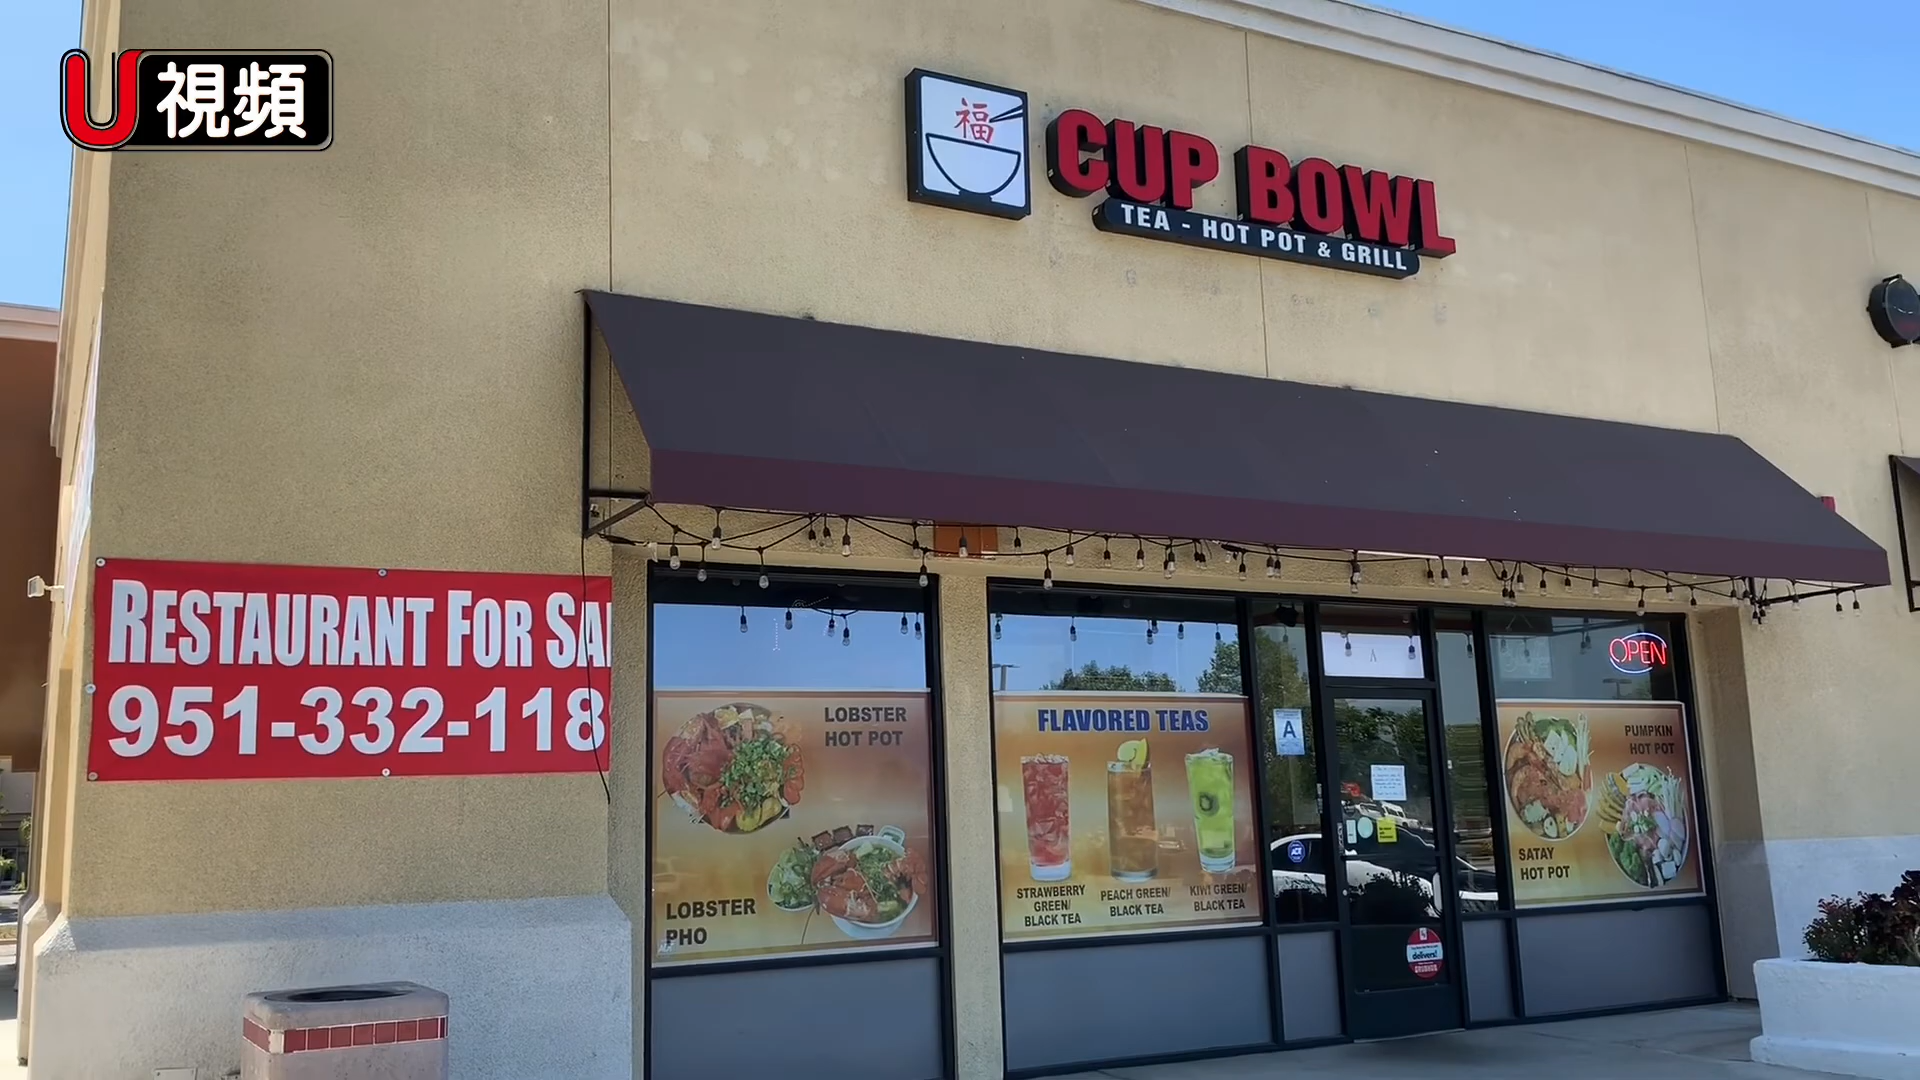 U視頻
福
CUP BOWL
TEA - HOT POT & GRILL
RESTAURANT FOR SA
951-332-118
OPEN
LOBSTER
HOT POT
LOBSTER
PHO
FLAVORED TEAS
STRAWBERRY
GREEN/
BLACK TEA
PEACH GREEN/
BLACK TEA
KIWI GREEN/
BLACK TEA
A
PUMPKIN
HOT POT
SATAY
HOT POT
delivers!
GRUBHUB